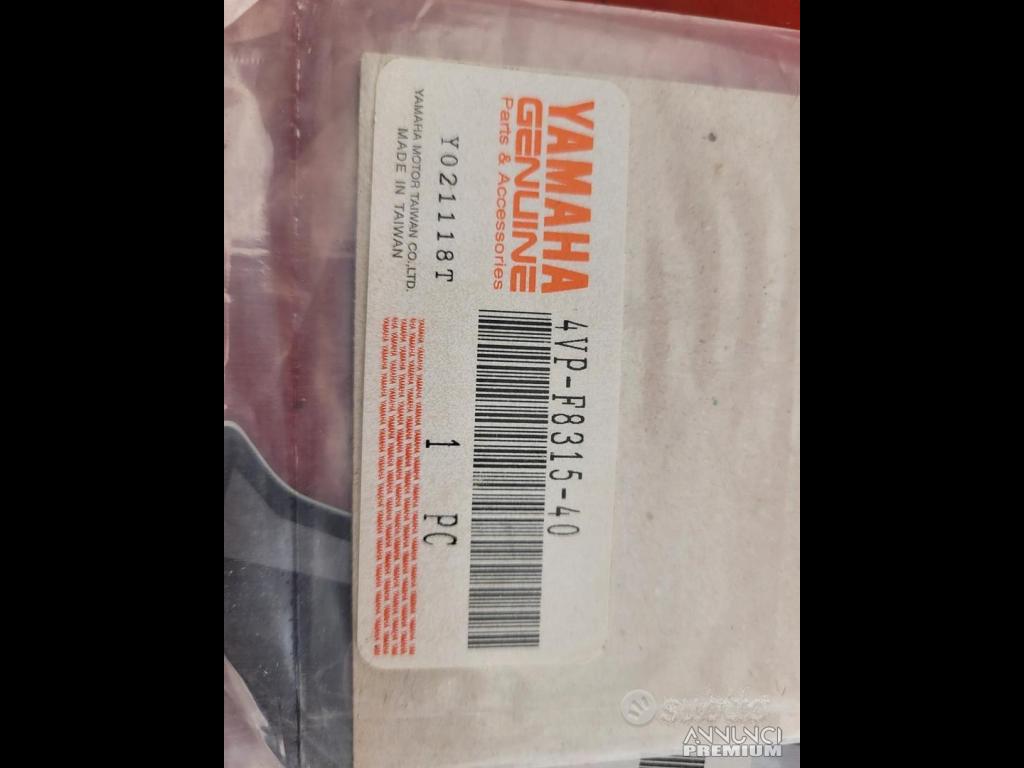 YAMAHA
GENUINE
Parts & Accessories
4VP-F8315-40
Y021118T
1 PC
YAMAHA MOTOR TAIWAN CO.,LTD.
MADE IN TAIWAN
subito
ANNUNCI
PREMIUM